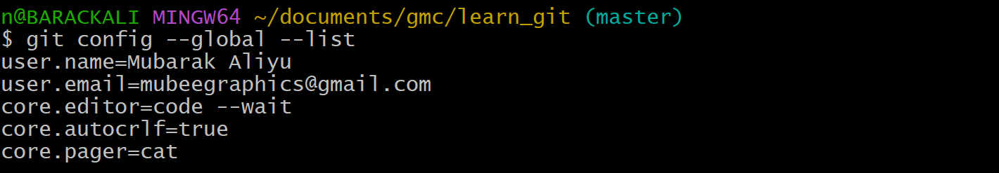 n@BARACKALI MINGW64 ~/documents/gmc/learn_git (master)
$ git config --global --list
user.name=Mubarak Aliyu
user.email=mubeegraphics@gmail.com
core.editor=code --wait
core.autocrlf=true
core.pager=cat